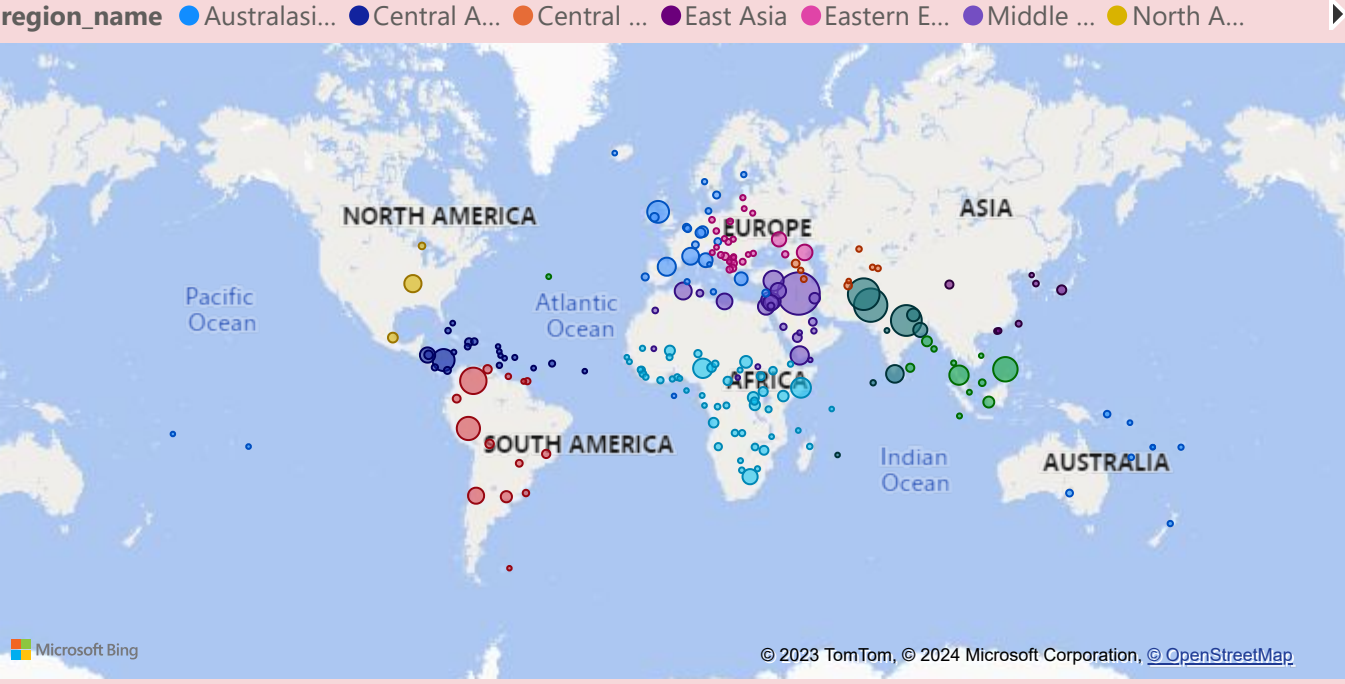 region_name Australasi... Central A... Central ... East Asia Eastern E... Middle ... North A...
NORTH AMERICA
ASIA
EUROPE
Pacific
Ocean
Atlantic
Ocean
AFRICA
SOUTH AMERICA
Indian
Ocean
AUSTRALIA
Microsoft Bing
© 2023 TomTom, © 2024 Microsoft Corporation, © OpenStreetMap